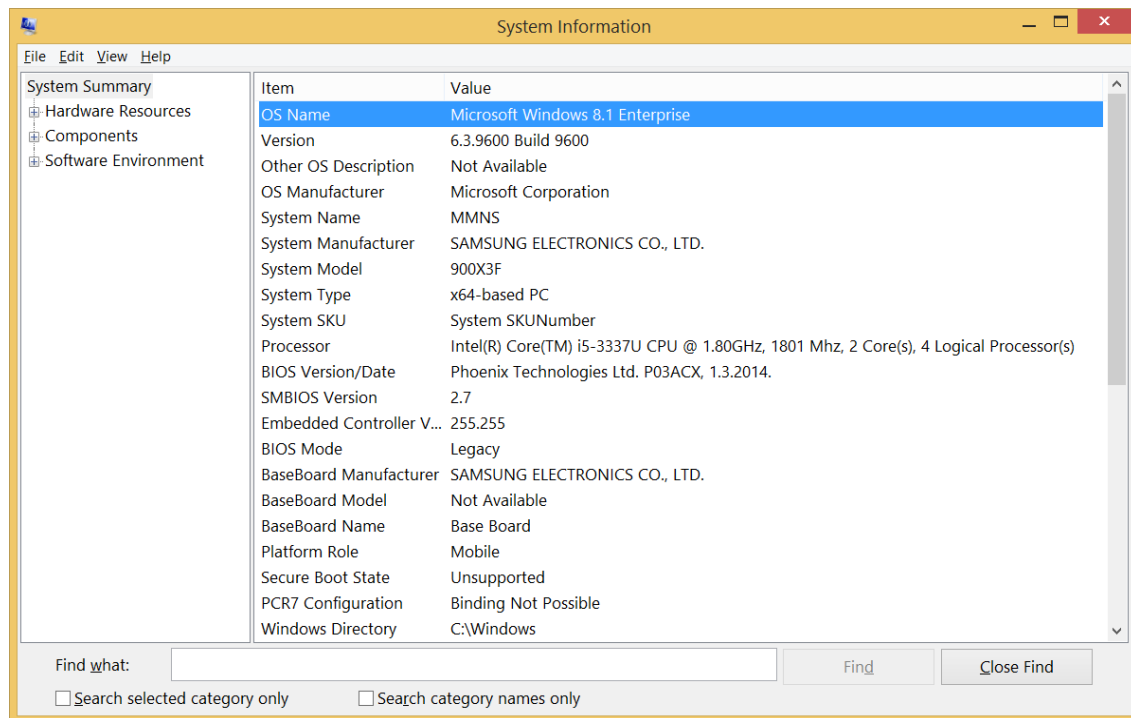 System Information
File Edit View Help
System Summary
Hardware Resources
Components
Software Environment
Item Value
OS Name Microsoft Windows 8.1 Enterprise
Version 6.3.9600 Build 9600
Other OS Description Not Available
OS Manufacturer Microsoft Corporation
System Name MMNS
System Manufacturer SAMSUNG ELECTRONICS CO., LTD.
System Model 900X3F
System Type x64-based PC
System SKU System SKUNumber
Processor Intel(R) Core(TM) i5-3337U CPU @ 1.80GHz, 1801 Mhz, 2 Core(s), 4 Logical Processor(s)
BIOS Version/Date Phoenix Technologies Ltd. P03ACX, 1.3.2014.
SMBIOS Version 2.7
Embedded Controller V... 255.255
BIOS Mode Legacy
BaseBoard Manufacturer SAMSUNG ELECTRONICS CO., LTD.
BaseBoard Model Not Available
BaseBoard Name Base Board
Platform Role Mobile
Secure Boot State Unsupported
PCR7 Configuration Binding Not Possible
Windows Directory C:\Windows
Find what: Find Close Find
Search selected category only Search category names only